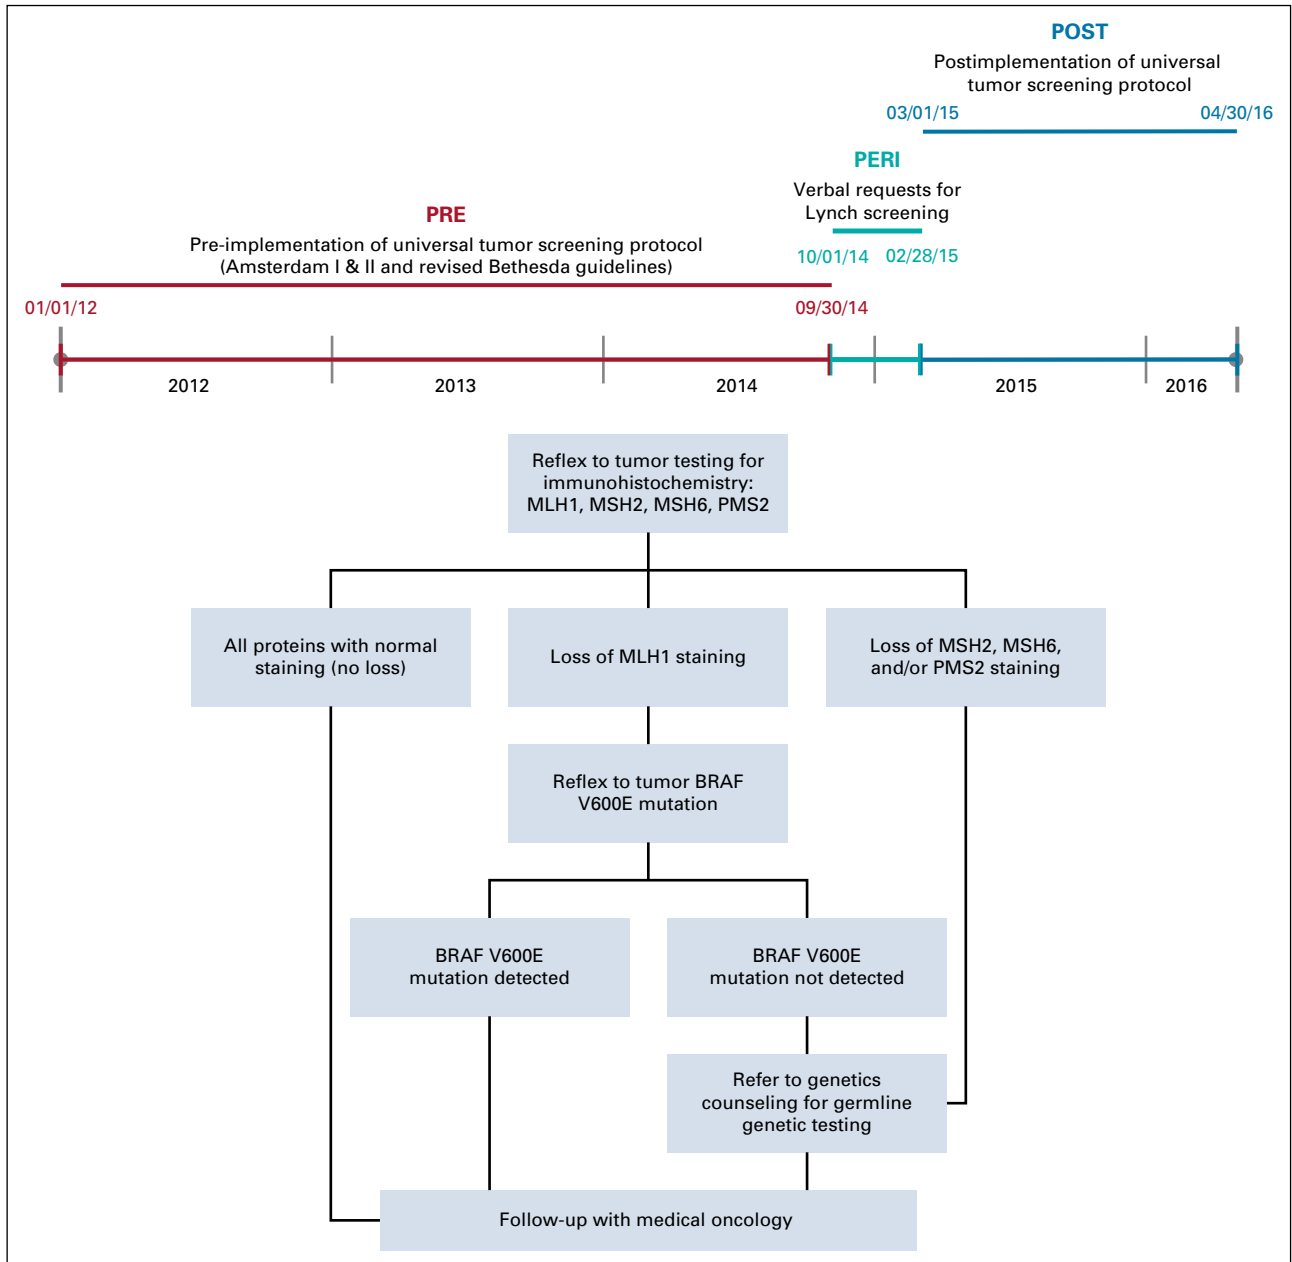 POST
Postimplementation of universal
tumor screening protocol
03/01/15
04/30/16
PERI
Verbal requests for
Lynch screening
10/01/14
02/28/15
PRE
Pre-implementation of universal tumor screening protocol
(Amsterdam I & II and revised Bethesda guidelines)
01/01/12
09/30/14
2012
2013
2014
2015
2016
Reflex to tumor testing for
immunohistochemistry:
MLH1, MSH2, MSH6, PMS2
All proteins with normal
staining (no loss)
Loss of MLH1 staining
Loss of MSH2, MSH6,
and/or PMS2 staining
Reflex to tumor BRAF
V600E mutation
BRAF V600E
mutation detected
BRAF V600E
mutation not detected
Refer to genetics
counseling for germline
genetic testing
Follow-up with medical oncology